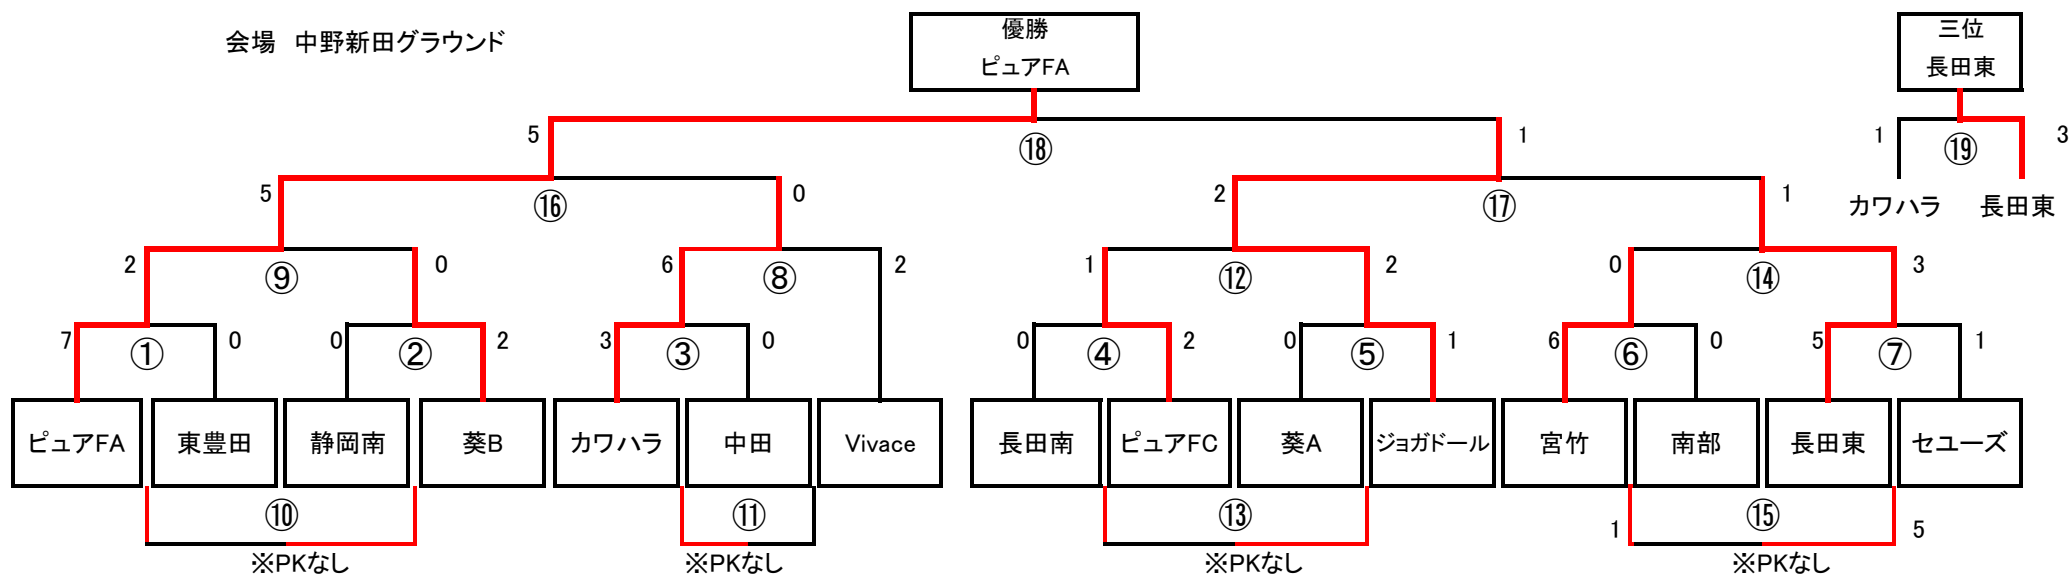 会場 中野新田グラウンド
優勝
ピュアFA
三位
長田東
5 ⑱ 1
1 ⑲ 3
カワハラ 長田東
5 ⑯ 0
2 ⑰ 1
2 ⑨ 0
6 ⑧ 2
1 ⑫ 2
0 ⑭ 3
7 ① 0
0 ② 2
3 ③ 0
0 ④ 2
0 ⑤ 1
6 ⑥ 0
5 ⑦ 1
ピュアFA 東豊田 静岡南 葵B カワハラ 中田 Vivace 長田南 ピュアFC 葵A ジョガドール 宮竹 南部 長田東 セユーズ
⑩ ⑪ ⑬ 1 ⑮ 5
※PKなし ※PKなし ※PKなし ※PKなし